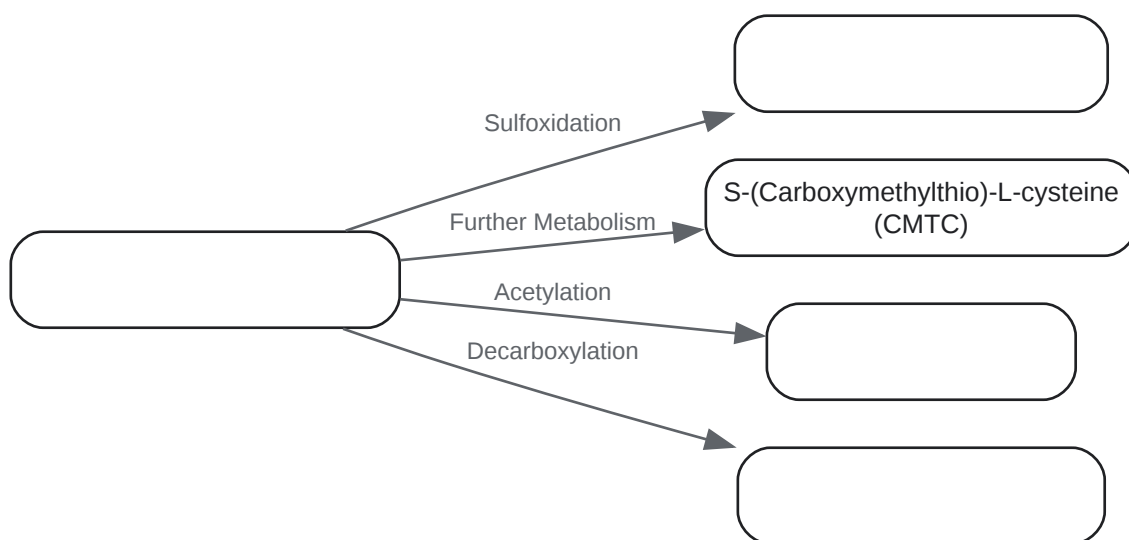 Sulfoxidation
S-(Carboxymethylthio)-L-cysteine
(CMTC)
Further Metabolism
Acetylation
Decarboxylation